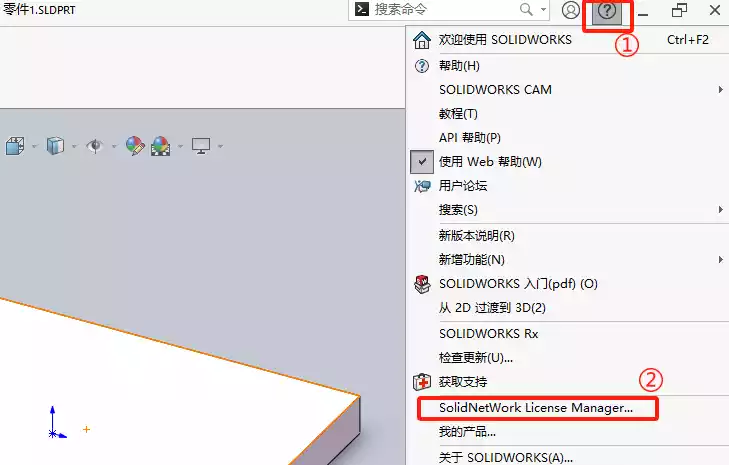 零件1.SLDPRT
搜索命令
?
①
欢迎使用 SOLIDWORKS Ctrl+F2
帮助(H)
SOLIDWORKS CAM
教程(T)
API 帮助(P)
使用 Web 帮助(W)
用户论坛
搜索(S)
新版本说明(R)
新增功能(N)
SOLIDWORKS 入门(pdf) (O)
从 2D 过渡到 3D(2)
SOLIDWORKS Rx
检查更新(U)...
获取支持
②
SolidNetWork License Manager...
我的产品...
关于 SOLIDWORKS(A)...